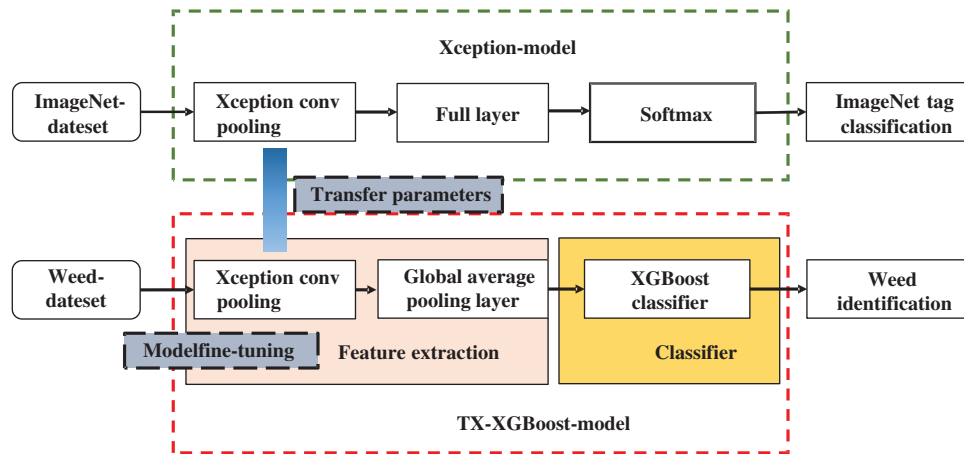 Xception-model
ImageNet-
dateset
Xception conv
pooling
Full layer
Softmax
ImageNet tag
classification
Transfer parameters
Weed-
dataset
Xception conv
pooling
Global average
pooling layer
XGBoost
classifier
Weed
identification
Modelfine-tuning
Feature extraction
Classifier
TX-XGBoost-model